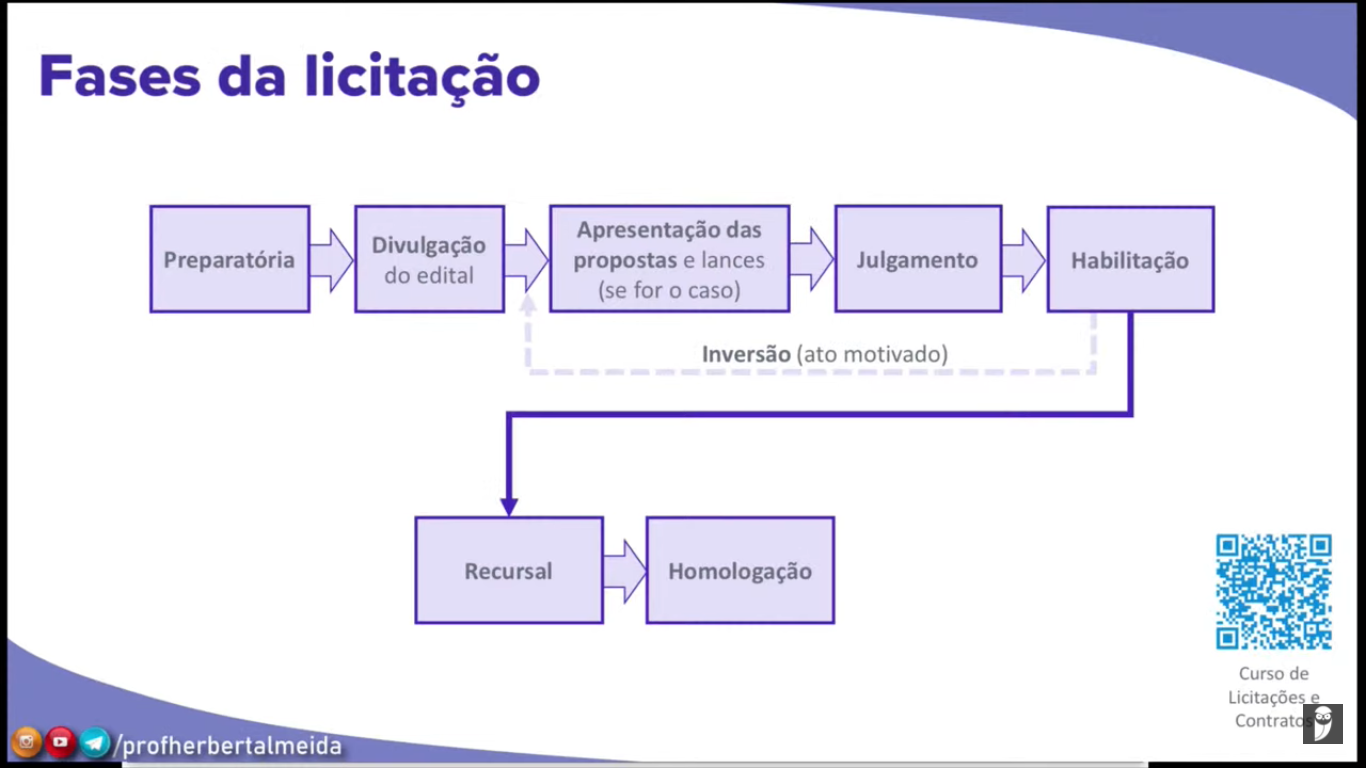 Fases da licitação
Preparatória
Divulgação
do edital
Apresentação das
propostas e lances
(se for o caso)
Julgamento
Habilitação
Inversão (ato motivado)
Recursal
Homologação
Curso de
Licitações e
Contratos
/profherbertalmeida